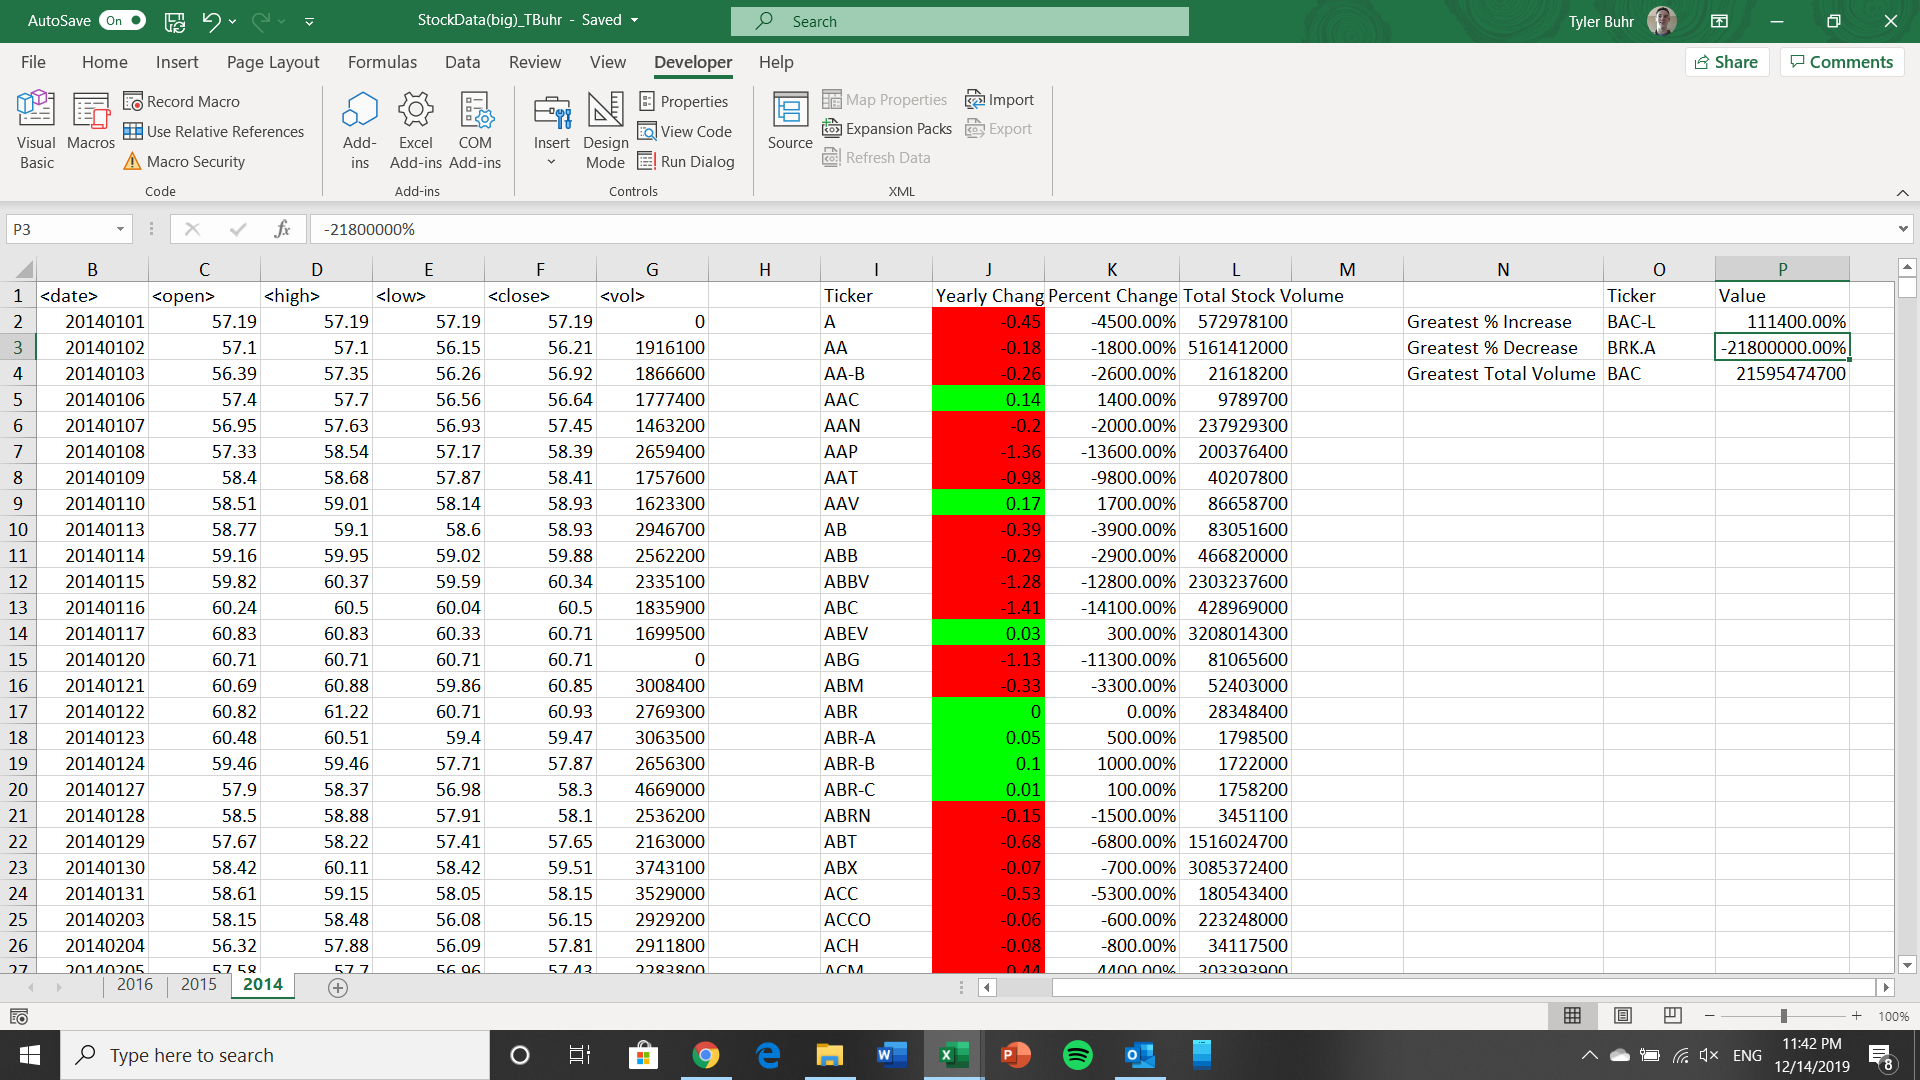 AutoSave On StockData(big)_TBuhr - Saved Search Tyler Buhr
File Home Insert Page Layout Formulas Data Review View Developer Help Share Comments
Visual Basic
Macros
Record Macro
Use Relative References
Macro Security
Code
Add-ins
Excel Add-ins
COM Add-ins
Add-ins
Insert
Design Mode
Properties
View Code
Run Dialog
Controls
Source
Map Properties
Expansion Packs
Refresh Data
Import
Export
XML
P3 fx -21800000%
B C D E F G H I J K L M N O P
1 <date> <open> <high> <low> <close> <vol> Ticker Yearly Chang Percent Change Total Stock Volume Ticker Value
2 20140101 57.19 57.19 57.19 57.19 0 A -0.45 -4500.00% 572978100 Greatest % Increase BAC-L 111400.00%
3 20140102 57.1 57.1 56.15 56.21 1916100 AA -0.18 -1800.00% 5161412000 Greatest % Decrease BRK.A -21800000.00%
4 20140103 56.39 57.35 56.26 56.92 1866600 AA-B -0.26 -2600.00% 21618200 Greatest Total Volume BAC 21595474700
5 20140106 57.4 57.7 56.56 56.64 1777400 AAC 0.14 1400.00% 9789700
6 20140107 56.95 57.63 56.93 57.45 1463200 AAN -0.2 -2000.00% 237929300
7 20140108 57.33 58.54 57.17 58.39 2659400 AAP -1.36 -13600.00% 200376400
8 20140109 58.4 58.68 57.87 58.41 1757600 AAT -0.98 -9800.00% 40207800
9 20140110 58.51 59.01 58.14 58.93 1623300 AAV 0.17 1700.00% 86658700
10 20140113 58.77 59.1 58.6 58.93 2946700 AB -0.39 -3900.00% 83051600
11 20140114 59.16 59.95 59.02 59.88 2562200 ABB -0.29 -2900.00% 466820000
12 20140115 59.82 60.37 59.59 60.34 2335100 ABBV -1.28 -12800.00% 2303237600
13 20140116 60.24 60.5 60.04 60.5 1835900 ABC -1.41 -14100.00% 428969000
14 20140117 60.83 60.83 60.33 60.71 1699500 ABEV 0.03 300.00% 3208014300
15 20140120 60.71 60.71 60.71 60.71 0 ABG -1.13 -11300.00% 81065600
16 20140121 60.69 60.88 59.86 60.85 3008400 ABM -0.33 -3300.00% 52403000
17 20140122 60.82 61.22 60.71 60.93 2769300 ABR 0 0.00% 28348400
18 20140123 60.48 60.51 59.4 59.47 3063500 ABR-A 0.05 500.00% 1798500
19 20140124 59.46 59.46 57.71 57.87 2656300 ABR-B 0.1 1000.00% 1722000
20 20140127 57.9 58.37 56.98 58.3 4669000 ABR-C 0.01 100.00% 1758200
21 20140128 58.5 58.88 57.91 58.1 2536200 ABRN -0.15 -1500.00% 3451100
22 20140129 57.67 58.22 57.41 57.65 2163000 ABT -0.68 -6800.00% 1516024700
23 20140130 58.42 60.11 58.42 59.51 3743100 ABX -0.07 -700.00% 3085372400
24 20140131 58.61 59.15 58.05 58.15 3529000 ACC -0.53 -5300.00% 180543400
25 20140203 58.15 58.48 56.08 56.15 2929200 ACCO -0.06 -600.00% 223248000
26 20140204 56.32 57.88 56.09 57.81 2911800 ACH -0.08 -800.00% 34117500
27 20140205 57.58 57.7 56.96 57.43 2283800 ACM 303393900
2016 2015 2014
100%
Type here to search
ENG
11:42 PM
12/14/2019
8